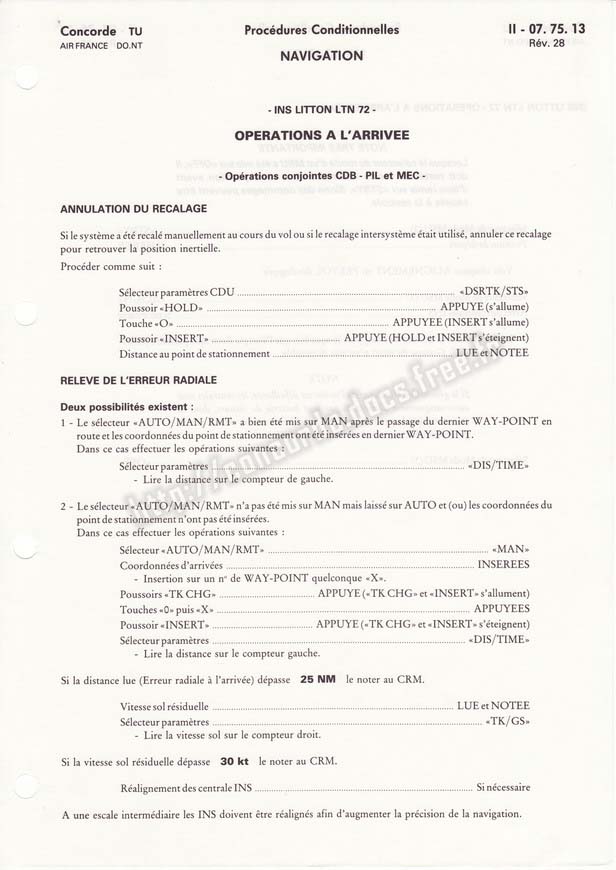 Concorde TU
AIR FRANCE DO.NT
Procédures Conditionnelles
NAVIGATION
II - 07. 75. 13
Rév. 28
- INS LITTON LTN 72 -
OPERATIONS A L'ARRIVEE
- Opérations conjointes CDB - PIL et MEC -
ANNULATION DU RECALAGE
Si le système a été recalé manuellement au cours du vol ou si le recalage intersystème était utilisé, annuler ce recalage
pour retrouver la position inertielle.
Procéder comme suit :
Sélecteur paramètres CDU ..... «DSRTK/STS»
Poussoir «HOLD» ..... APPUYE (s'allume)
Touche «O» ..... APPUYEE (INSERT s'allume)
Poussoir «INSERT» ..... APPUYE (HOLD et INSERT s'éteignent)
Distance au point de stationnement ..... LUE et NOTEE
RELEVE DE L'ERREUR RADIALE
Deux possibilités existent :
1 - Le sélecteur «AUTO/MAN/RMT» a bien été mis sur MAN après le passage du dernier WAY-POINT en
route et les coordonnées du point de stationnement ont été insérées en dernier WAY-POINT.
Dans ce cas effectuer les opérations suivantes :
Sélecteur paramètres ..... «DIS/TIME»
- Lire la distance sur le compteur de gauche.
2 - Le sélecteur «AUTO/MAN/RMT» n'a pas été mis sur MAN mais laissé sur AUTO et (ou) les coordonnées du
point de stationnement n'ont pas été insérées.
Dans ce cas effectuer les opérations suivantes :
Sélecteur «AUTO/MAN/RMT» ..... «MAN»
Coordonnées d'arrivées ..... INSEREES
- Insertion sur un n° de WAY-POINT quelconque «X».
Poussoirs «TK CHG» ..... APPUYE («TK CHG» et «INSERT» s'allument)
Touches «0» puis «X» ..... APPUYEES
Poussoir «INSERT» ..... APPUYE («TK CHG» et «INSERT» s'éteignent)
Sélecteur paramètres ..... «DIS/TIME»
- Lire la distance sur le compteur de gauche.
Si la distance lue (Erreur radiale à l'arrivée) dépasse 25 NM le noter au CRM.
Vitesse sol résiduelle ..... LUE et NOTEE
Sélecteur paramètres ..... «TK/GS»
- Lire la vitesse sol sur le compteur droit.
Si la vitesse sol résiduelle dépasse 30 kt le noter au CRM.
Réalignement des centrale INS ..... Si nécessaire
A une escale intermédiaire les INS doivent être réalignés afin d'augmenter la précision de la navigation.